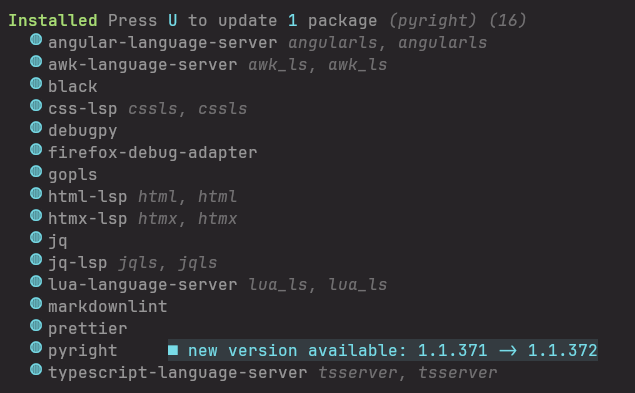 Installed Press U to update 1 package (pyright) (16)
angular-language-server angularls, angularls
awk-language-server awk_ls, awk_ls
black
css-lsp cssls, cssls
debugpy
firefox-debug-adapter
gopls
html-lsp html, html
htmx-lsp htmx, htmx
jq
jq-lsp jqls, jqls
lua-language-server lua_ls, lua_ls
markdownlint
prettier
pyright ■ new version available: 1.1.371 → 1.1.372
typescript-language-server tsserver, tsserver